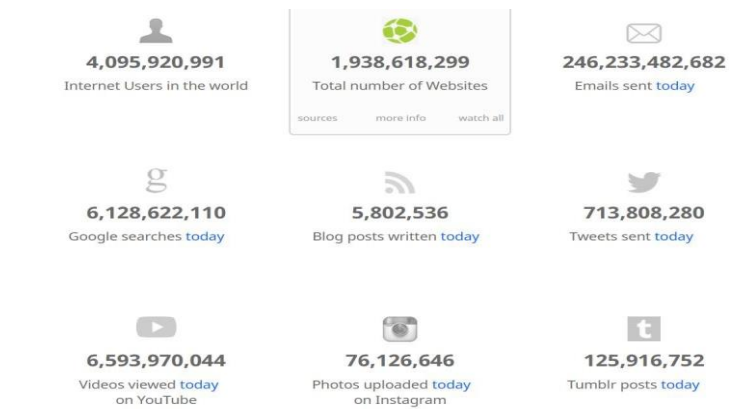 4,095,920,991
Internet Users in the world
1,938,618,299
Total number of Websites
sources more info watch all
246,233,482,682
Emails sent today
g
6,128,622,110
Google searches today
5,802,536
Blog posts written today
713,808,280
Tweets sent today
6,593,970,044
Videos viewed today
on YouTube
76,126,646
Photos uploaded today
on Instagram
t
125,916,752
Tumblr posts today